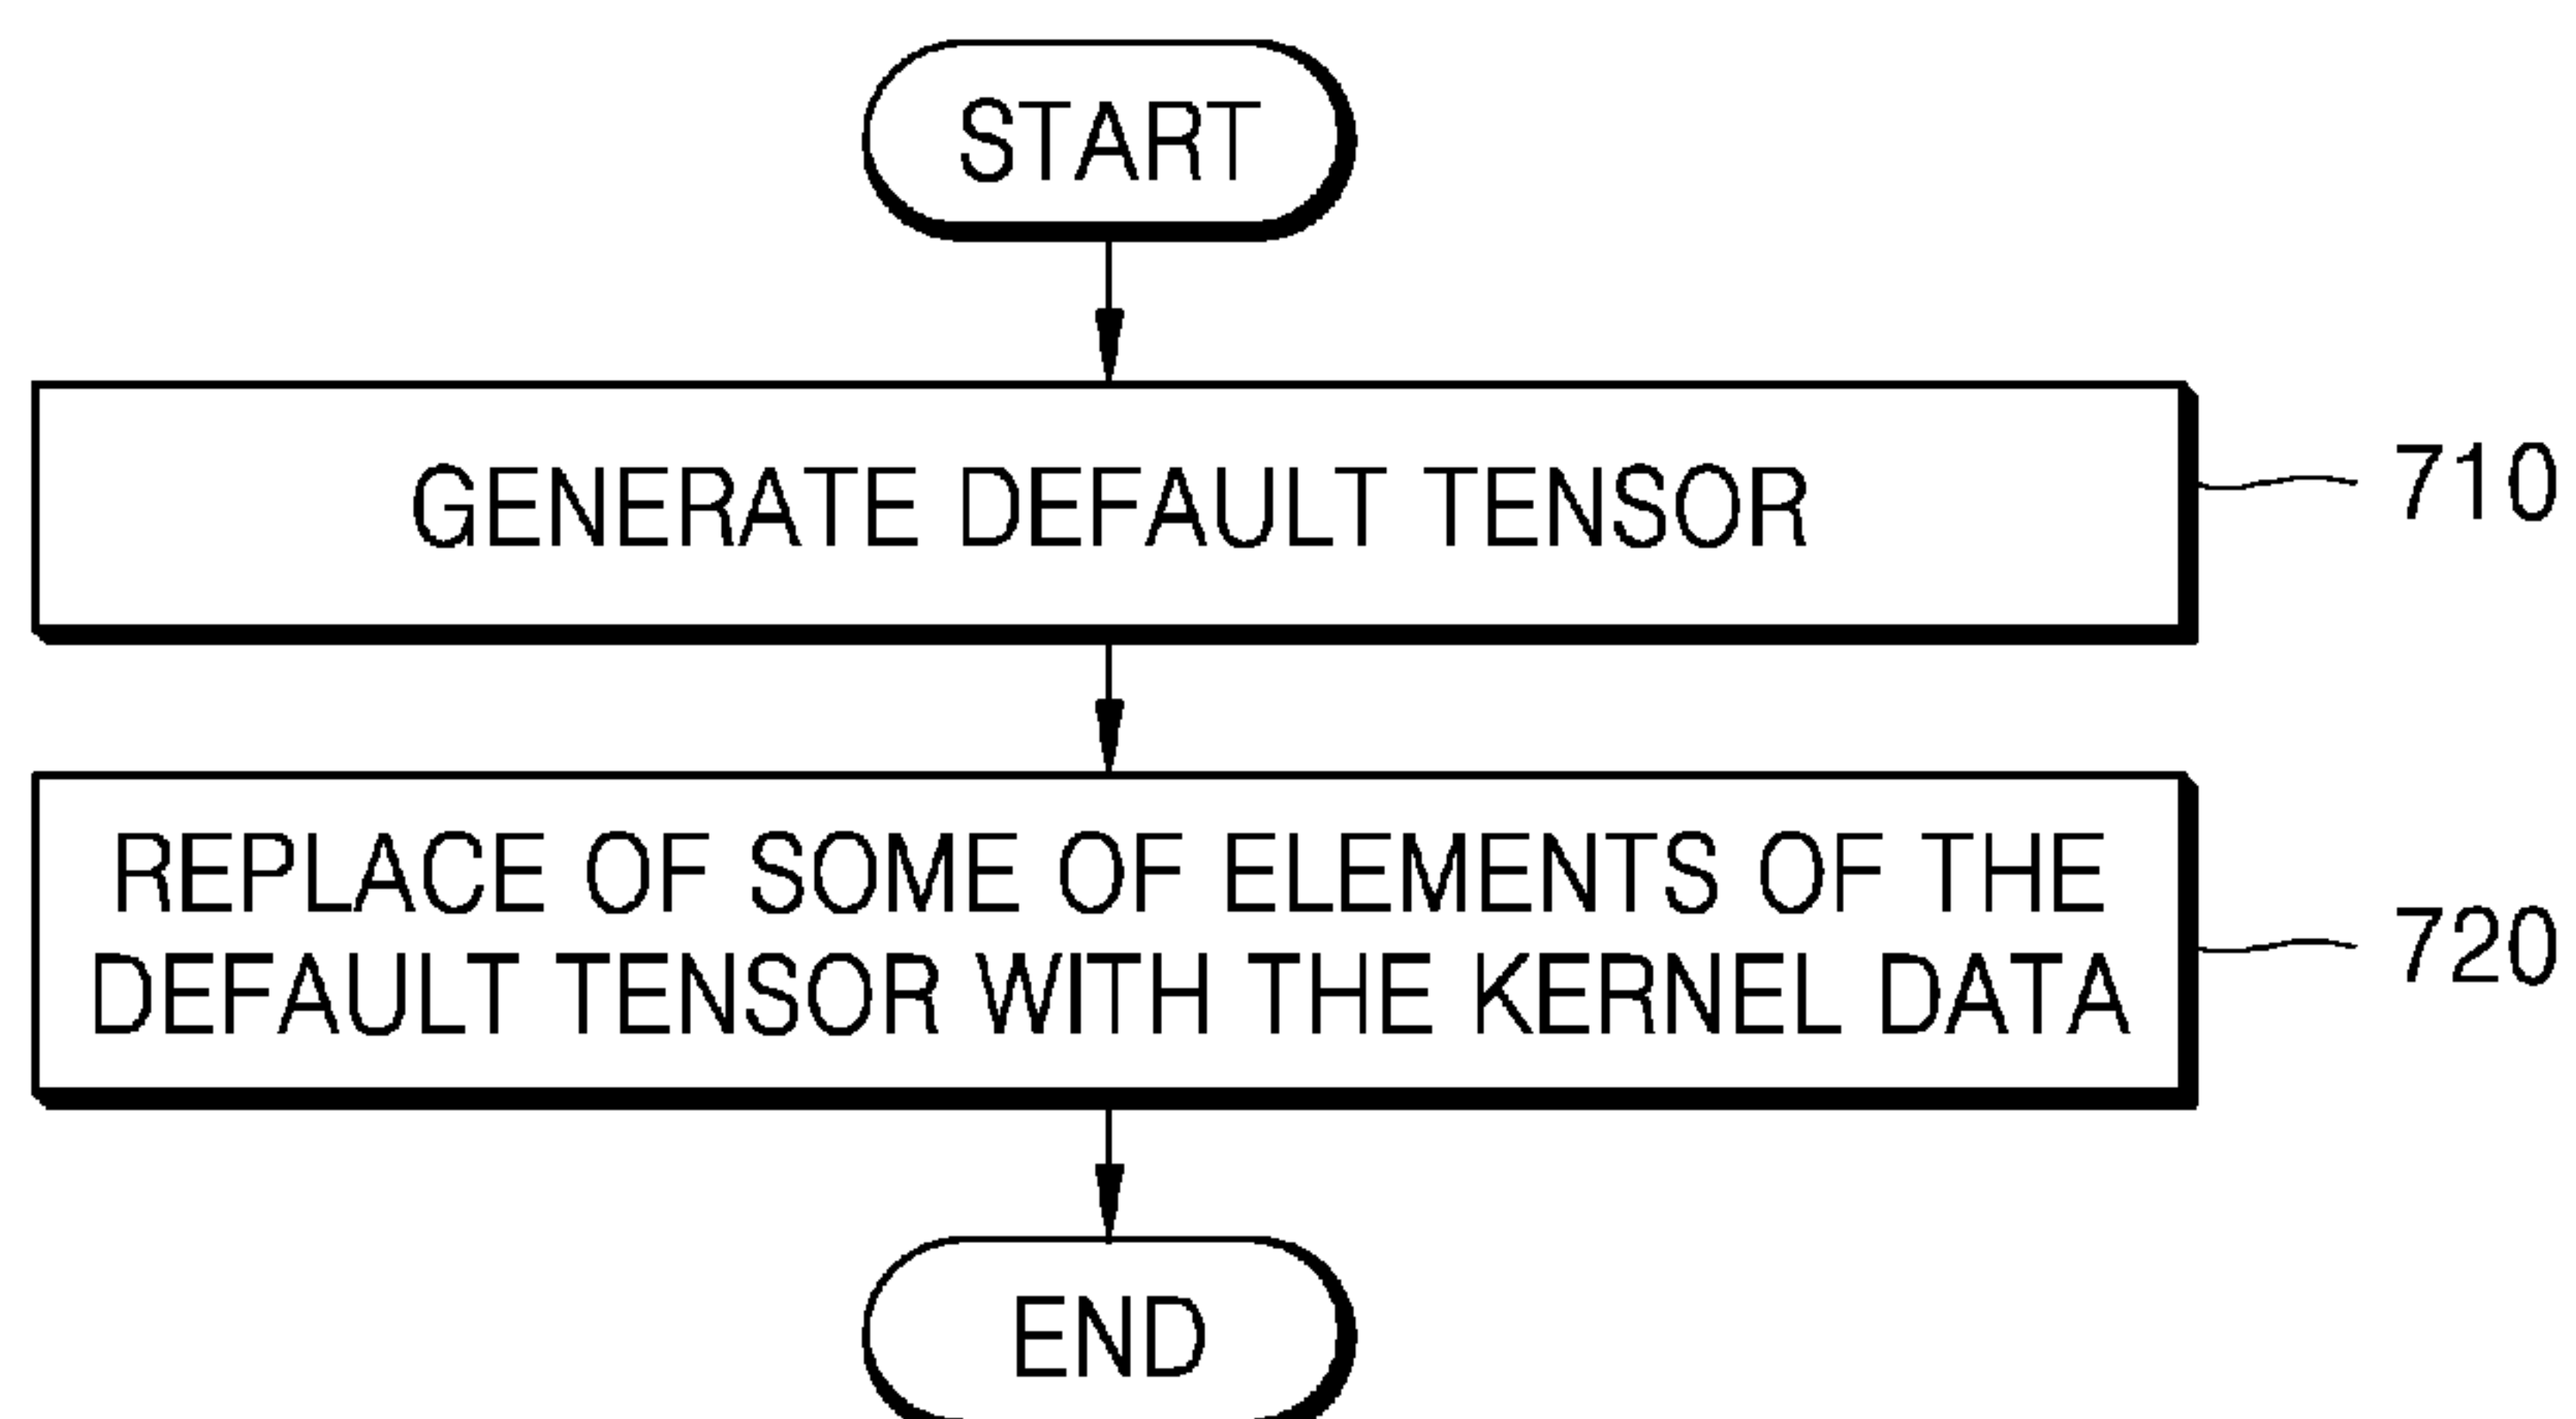 START
GENERATE DEFAULT TENSOR
710
REPLACE OF SOME OF ELEMENTS OF THE
DEFAULT TENSOR WITH THE KERNEL DATA
720
END